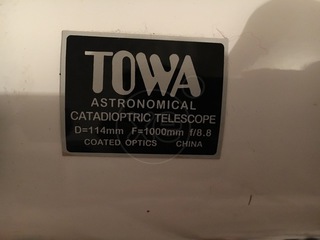 TOWA
ASTRONOMICAL
CATADIOPTRIC TELESCOPE
D=114mm F=1000mm f/8.8
COATED OPTICS CHINA